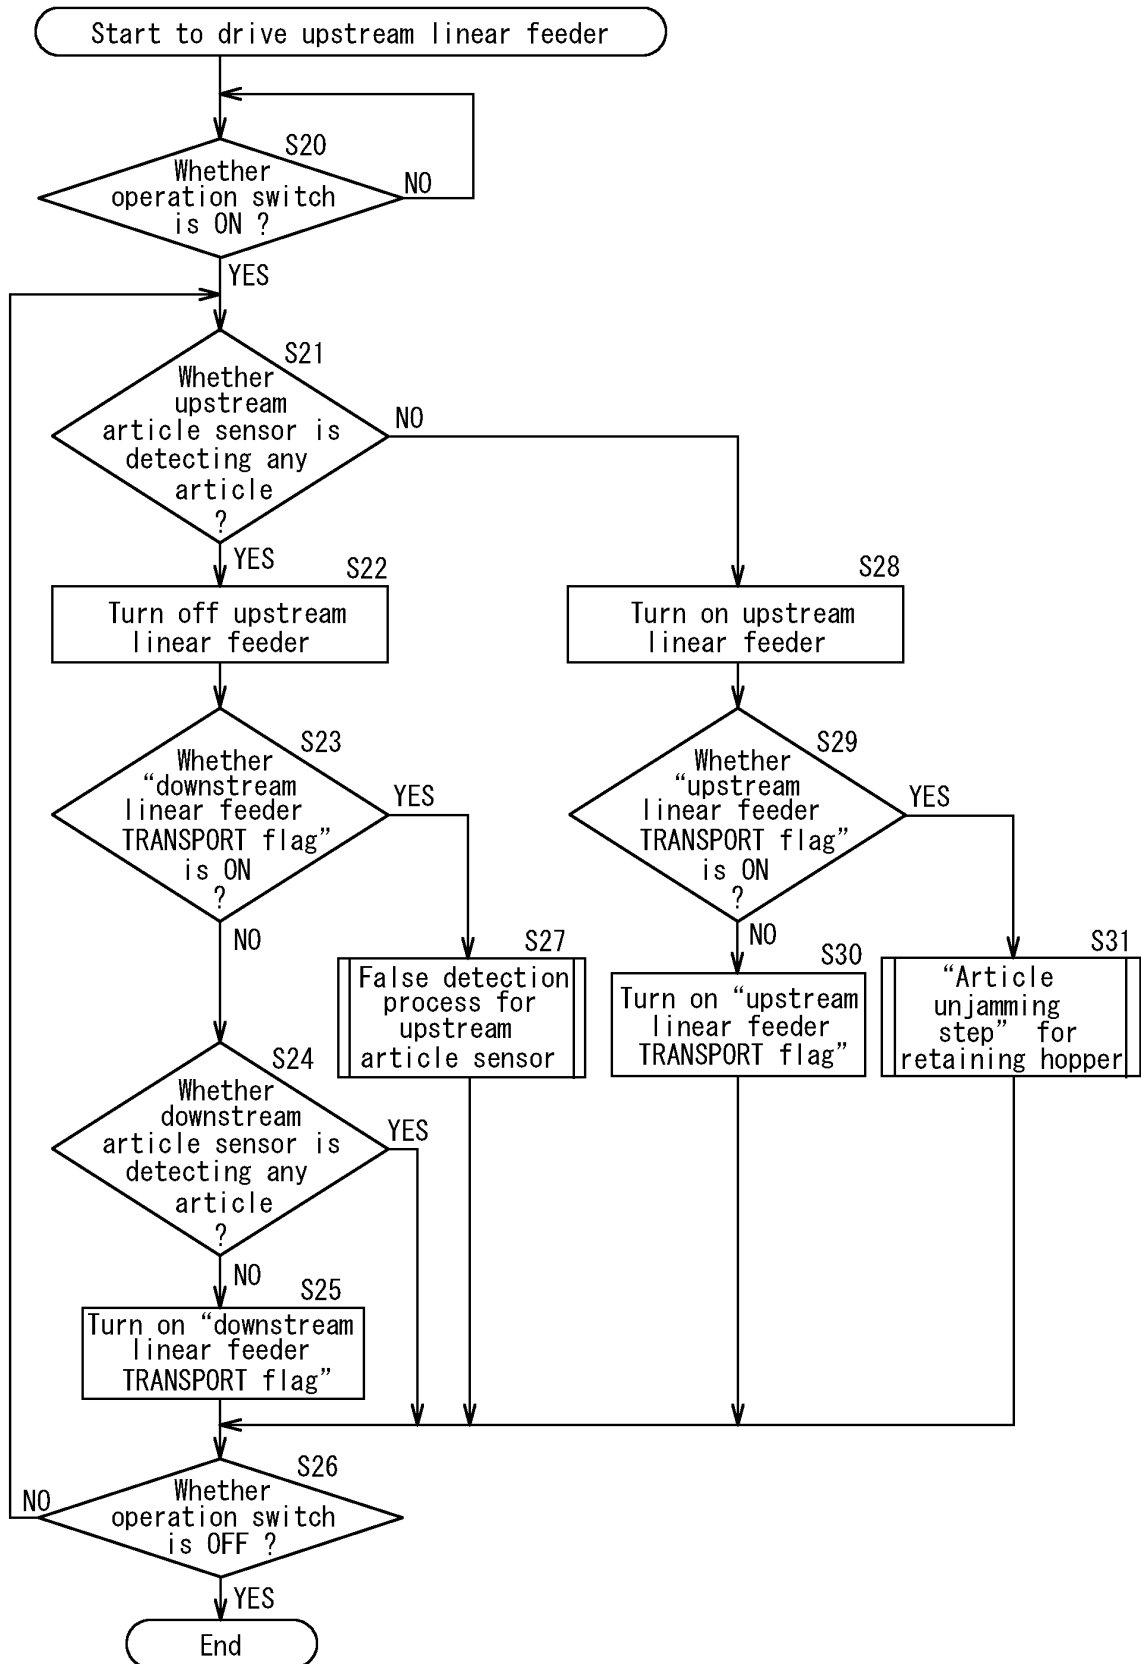 Start to drive upstream linear feeder
S20
Whether
operation switch
is ON ?
NO
YES
S21
Whether
upstream
article sensor is
detecting any
article
?
NO
YES
S22
Turn off upstream
linear feeder
S28
Turn on upstream
linear feeder
S23
Whether
“downstream
linear feeder
TRANSPORT flag”
is ON
?
YES
NO
S29
Whether
“upstream
linear feeder
TRANSPORT flag”
is ON
?
YES
NO
S27
False detection
process for
upstream
article sensor
S30
Turn on “upstream
linear feeder
TRANSPORT flag”
S31
“Article
unjamming
step” for
retaining hopper
S24
Whether
downstream
article sensor is
detecting any
article
?
YES
NO
S25
Turn on “downstream
linear feeder
TRANSPORT flag”
S26
Whether
operation switch
is OFF ?
NO
YES
End